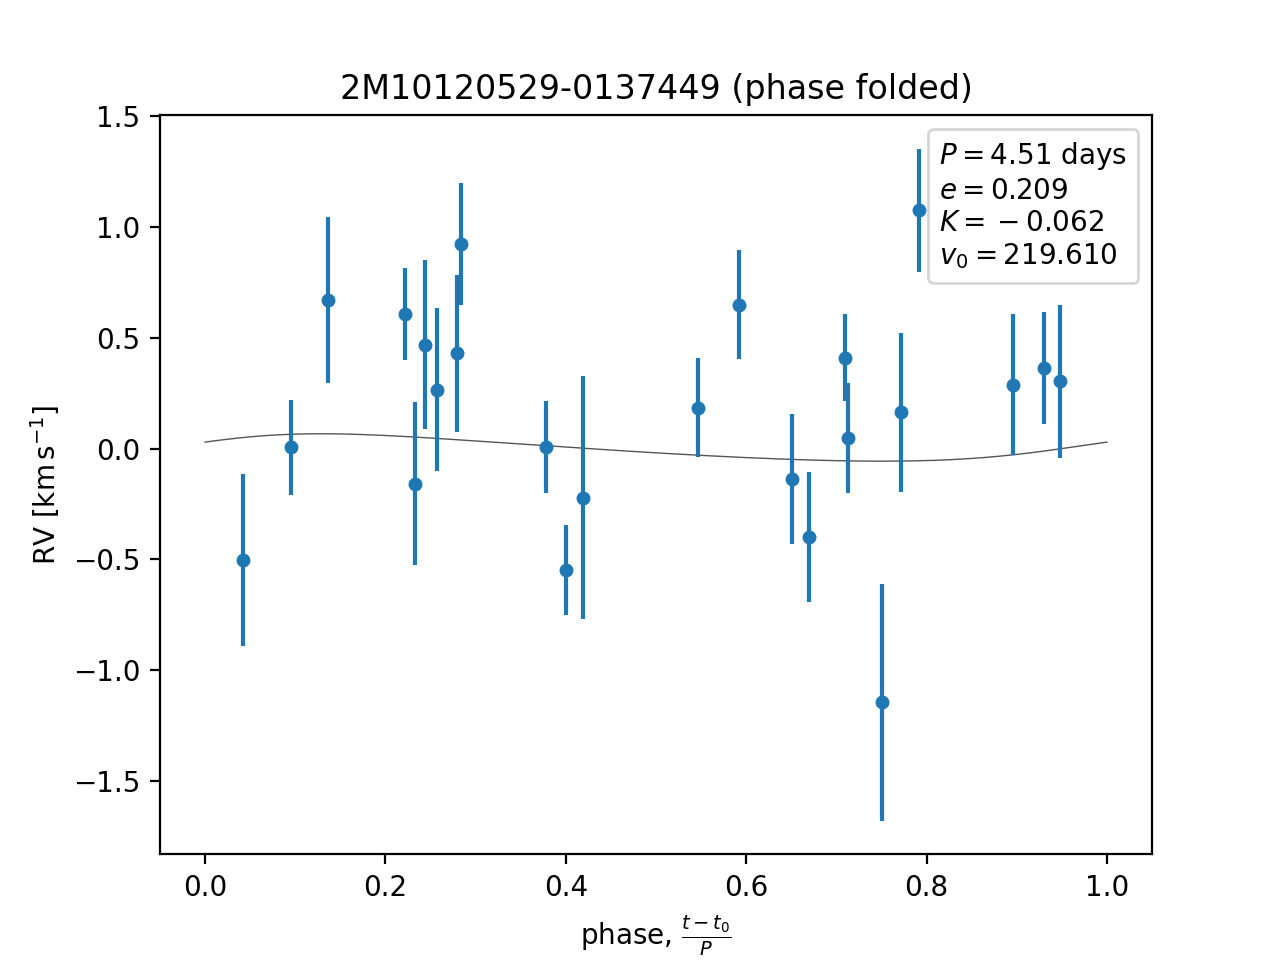 2M10120529-0137449 (phase folded)
P = 4.51 days
e = 0.209
K = −0.062
v₀ = 219.610
RV [km s⁻¹]
1.5
1.0
0.5
0.0
−0.5
−1.0
−1.5
0.0 0.2 0.4 0.6 0.8 1.0
phase, (t − t₀)/P